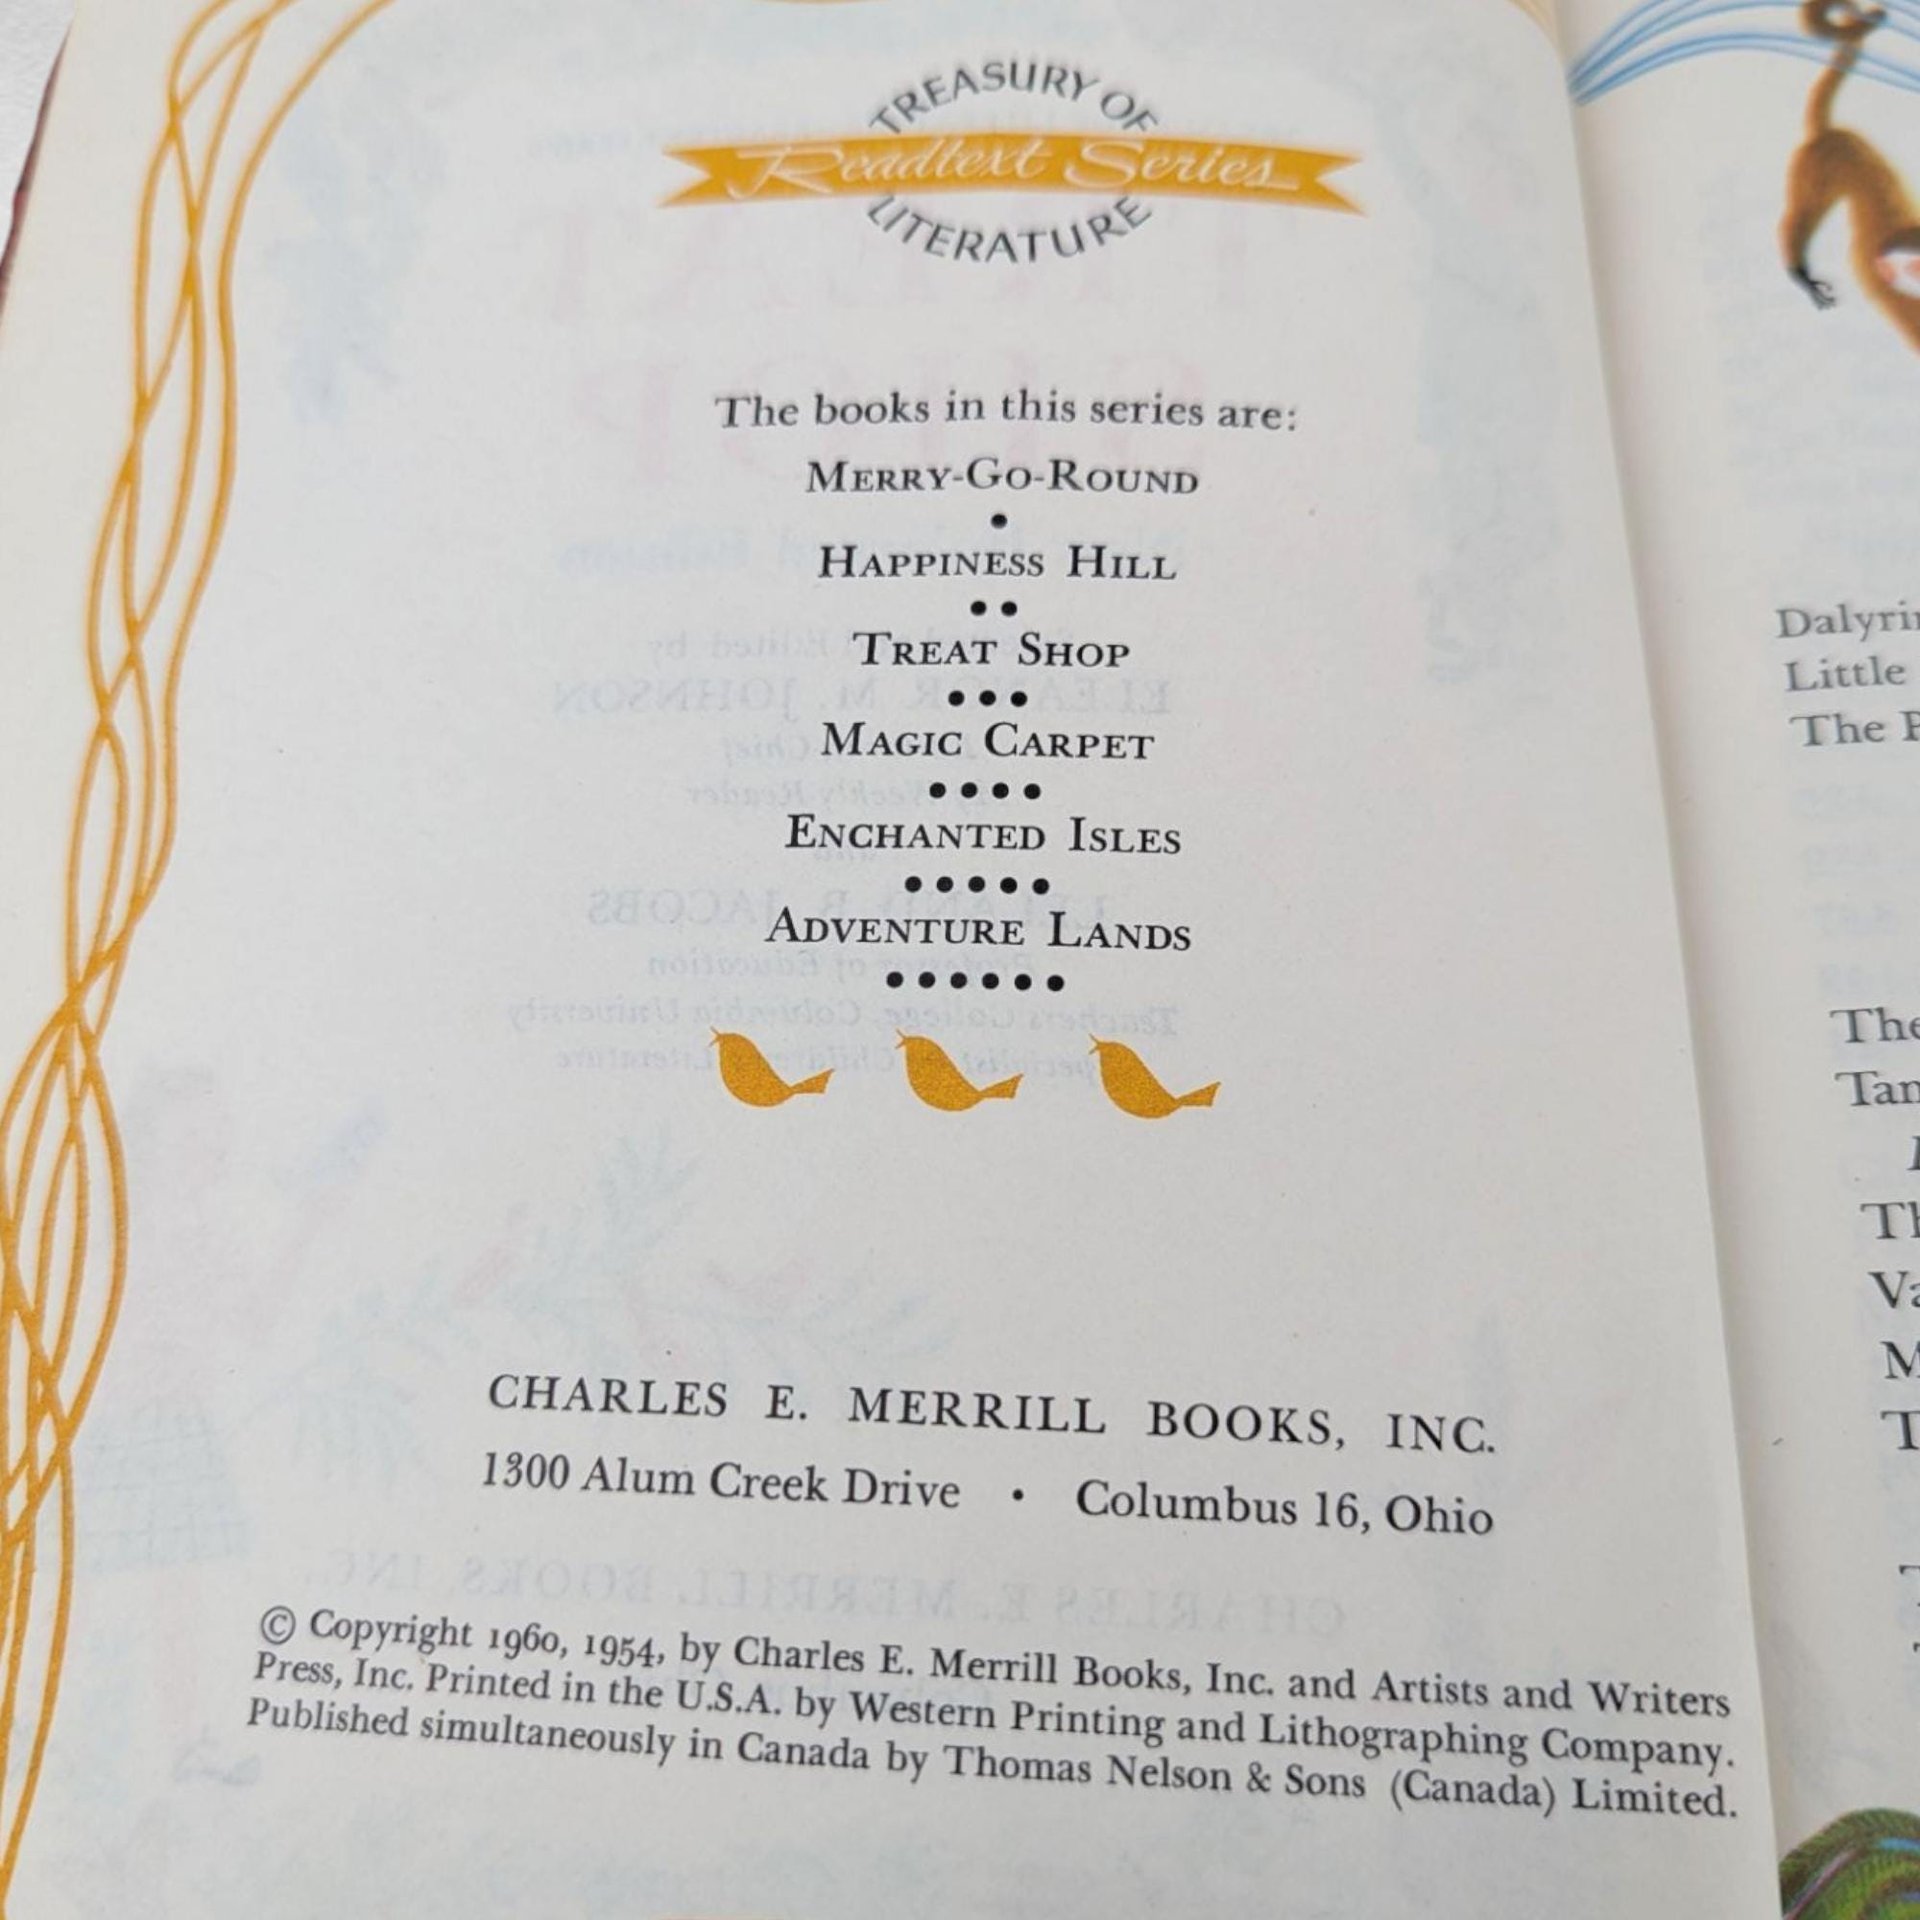 TREASURY OF
Readtext Series
LITERATURE
The books in this series are:
MERRY-GO-ROUND
•
HAPPINESS HILL
• •
TREAT SHOP
• • •
MAGIC CARPET
• • • •
ENCHANTED ISLES
• • • • •
ADVENTURE LANDS
• • • • • •
CHARLES E. MERRILL BOOKS, INC.
1300 Alum Creek Drive • Columbus 16, Ohio
© Copyright 1960, 1954, by Charles E. Merrill Books, Inc. and Artists and Writers
Press, Inc. Printed in the U.S.A. by Western Printing and Lithographing Company.
Published simultaneously in Canada by Thomas Nelson & Sons (Canada) Limited.
Little
The